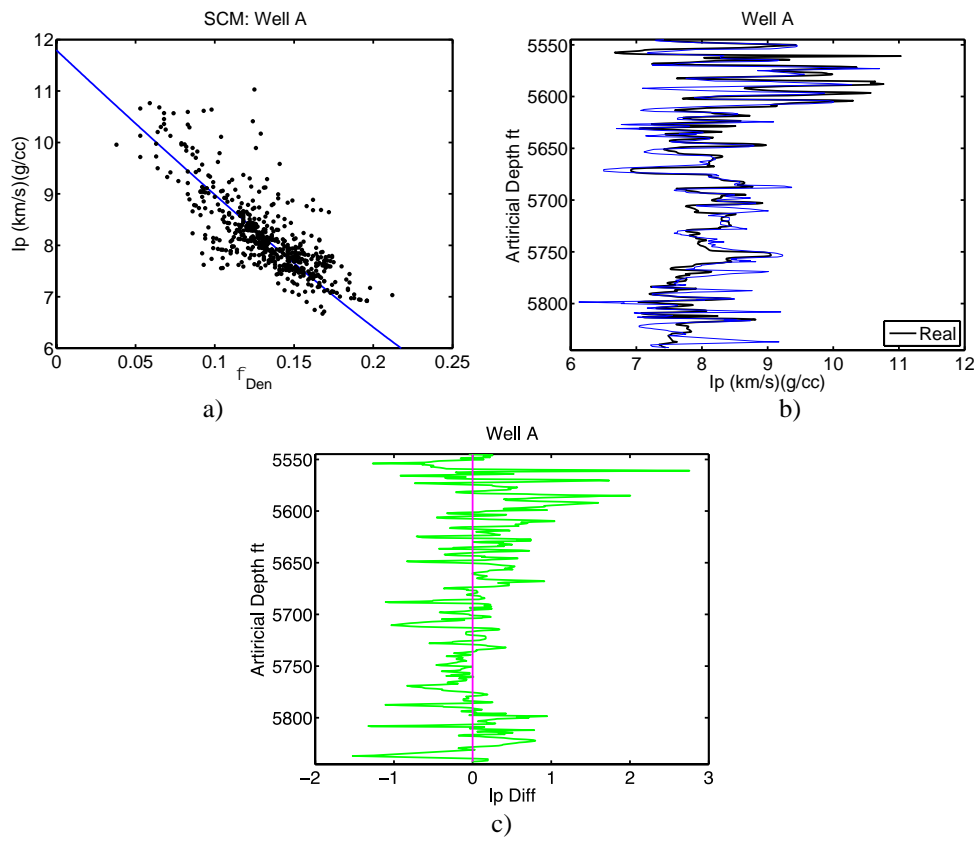 SCM: Well A
12
11
10
9
8
7
6
Ip (km/s)(g/cc)
0
0.05
0.1
0.15
0.2
0.25
f Den
a)
Well A
5550
5600
5650
5700
5750
5800
Artiricial Depth ft
Real
6
7
8
9
10
11
12
Ip (km/s)(g/cc)
b)
Well A
5550
5600
5650
5700
5750
5800
Artiricial Depth ft
−2
−1
0
1
2
3
Ip Diff
c)